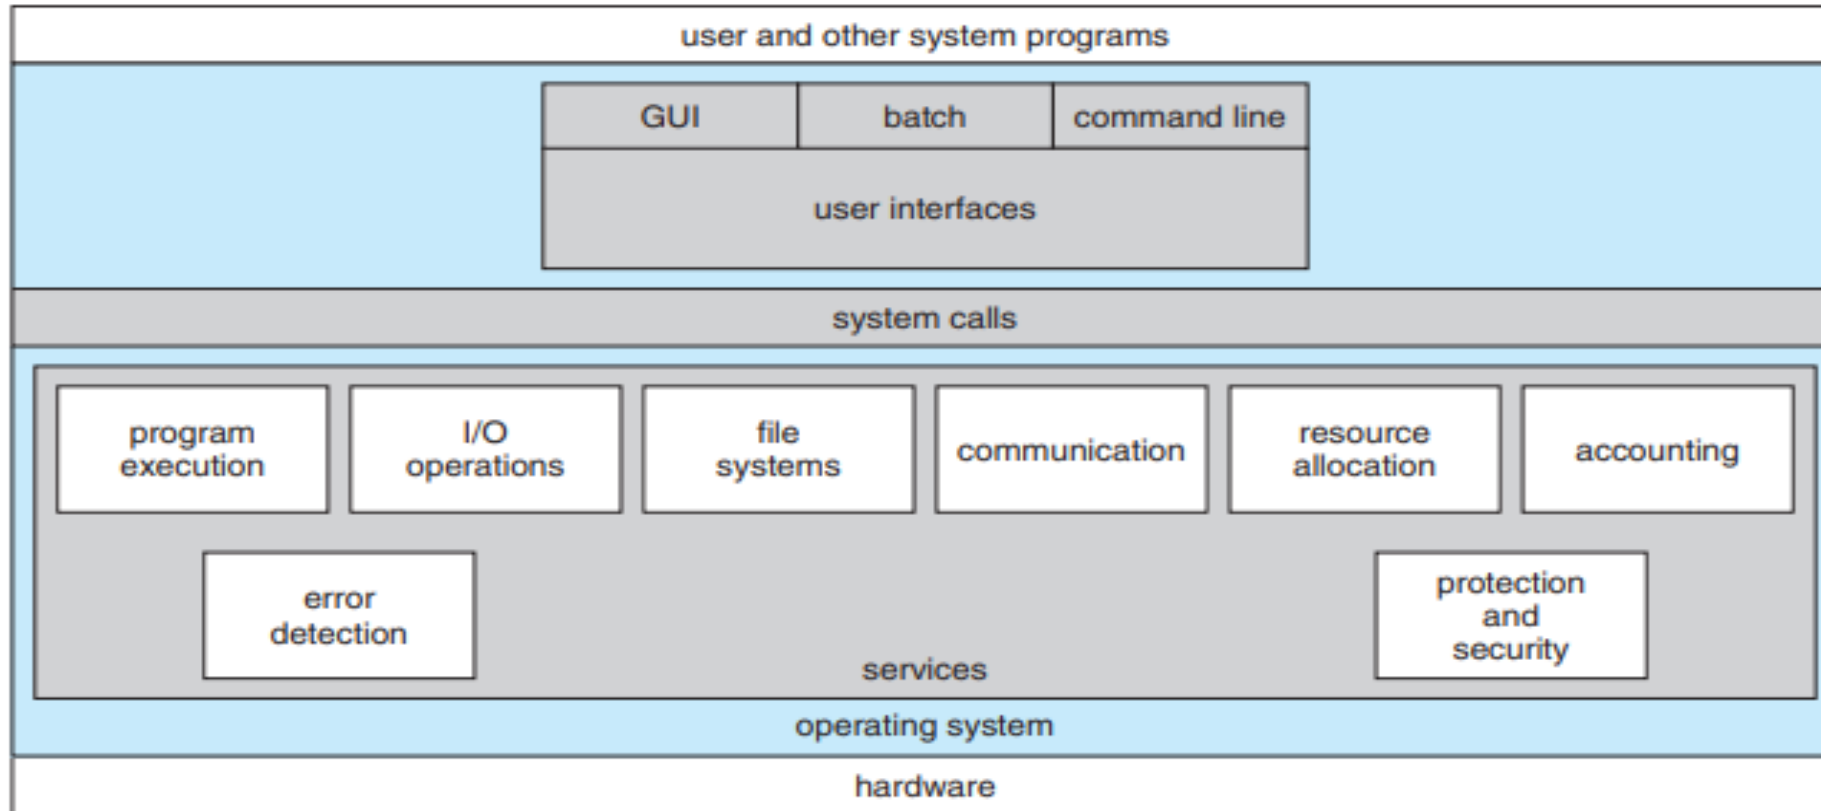 user and other system programs
GUI
batch
command line
user interfaces
system calls
program
execution
I/O
operations
file
systems
communication
resource
allocation
accounting
error
detection
protection
and
security
services
operating system
hardware